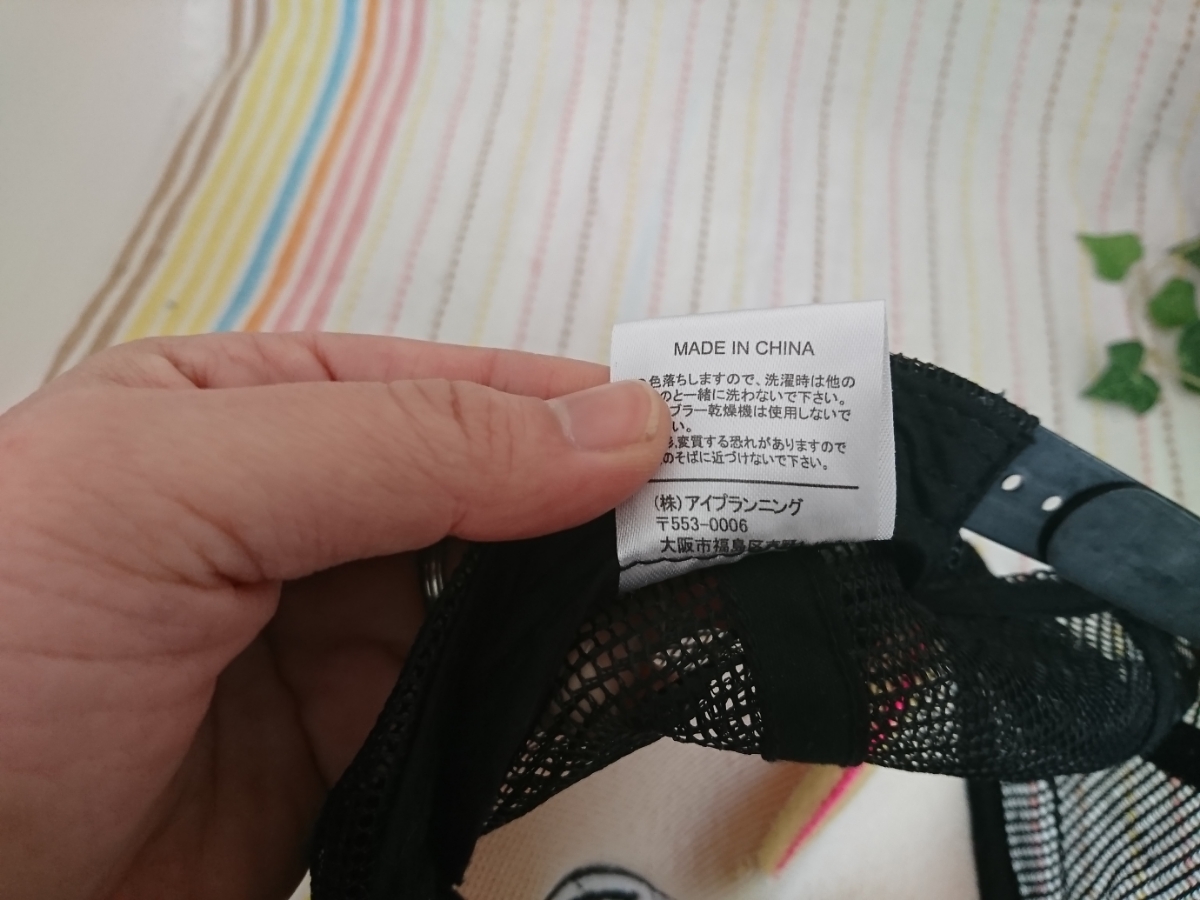 MADE IN CHINA
色落ちしますので、洗濯時は他の
のと一緒に洗わないで下さい。
ブラー乾燥機は使用しないで
い。
変質する恐れがありますので
のそばに近づけないで下さい。
(株)アイプランニング
〒553-0006
大阪市福島区